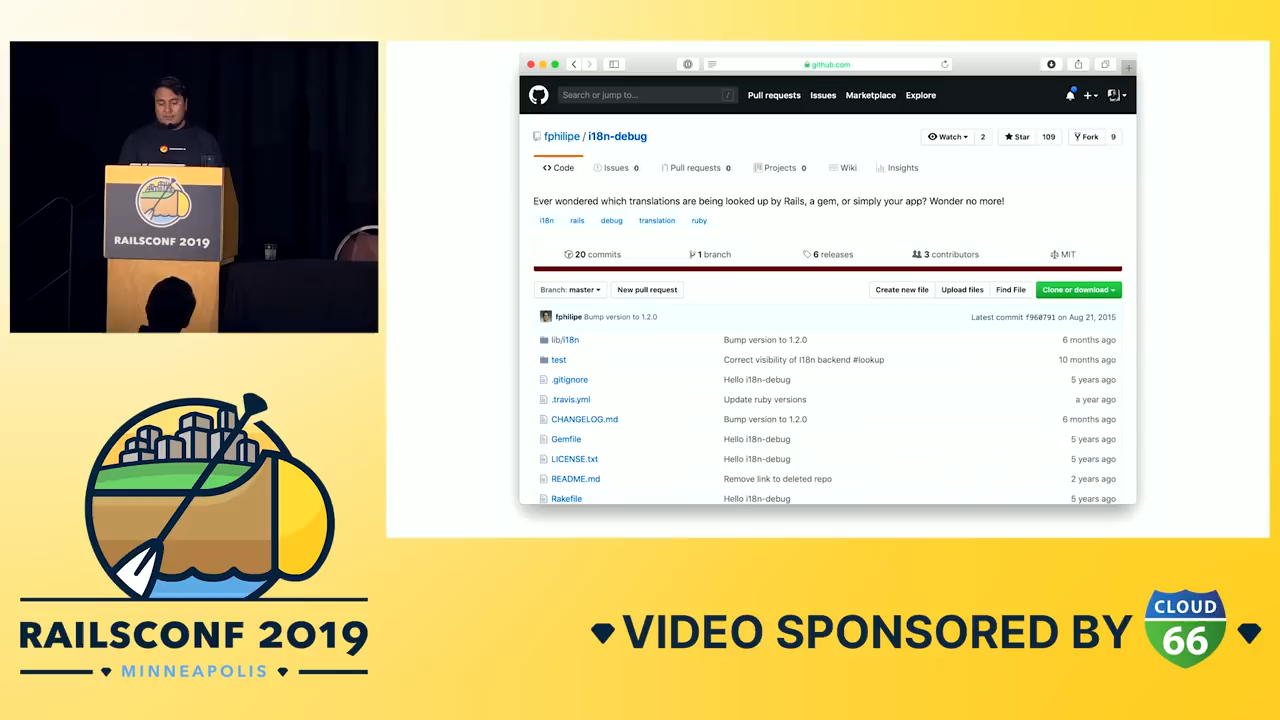 RAILSCONF 2019
github.com
Search or jump to...
/
Pull requests
Issues
Marketplace
Explore
fphilipe / i18n-debug
Watch 2
Star 109
Fork 9
Code
Issues 0
Pull requests 0
Projects 0
Wiki
Insights
Ever wondered which translations are being looked up by Rails, a gem, or simply your app? Wonder no more!
i18n rails debug translation ruby
20 commits
1 branch
6 releases
3 contributors
MIT
Branch: master
New pull request
Create new file
Upload files
Find File
Clone or download
fphilipe Bump version to 1.2.0
Latest commit f960791 on Aug 21, 2015
lib/i18n Bump version to 1.2.0 6 months ago
test Correct visibility of I18n backend #lookup 10 months ago
.gitignore Hello i18n-debug 5 years ago
.travis.yml Update ruby versions a year ago
CHANGELOG.md Bump version to 1.2.0 6 months ago
Gemfile Hello i18n-debug 5 years ago
LICENSE.txt Hello i18n-debug 5 years ago
README.md Remove link to deleted repo 2 years ago
Rakefile Hello i18n-debug 5 years ago
RAILSCONF 2019
MINNEAPOLIS
VIDEO SPONSORED BY
CLOUD
66